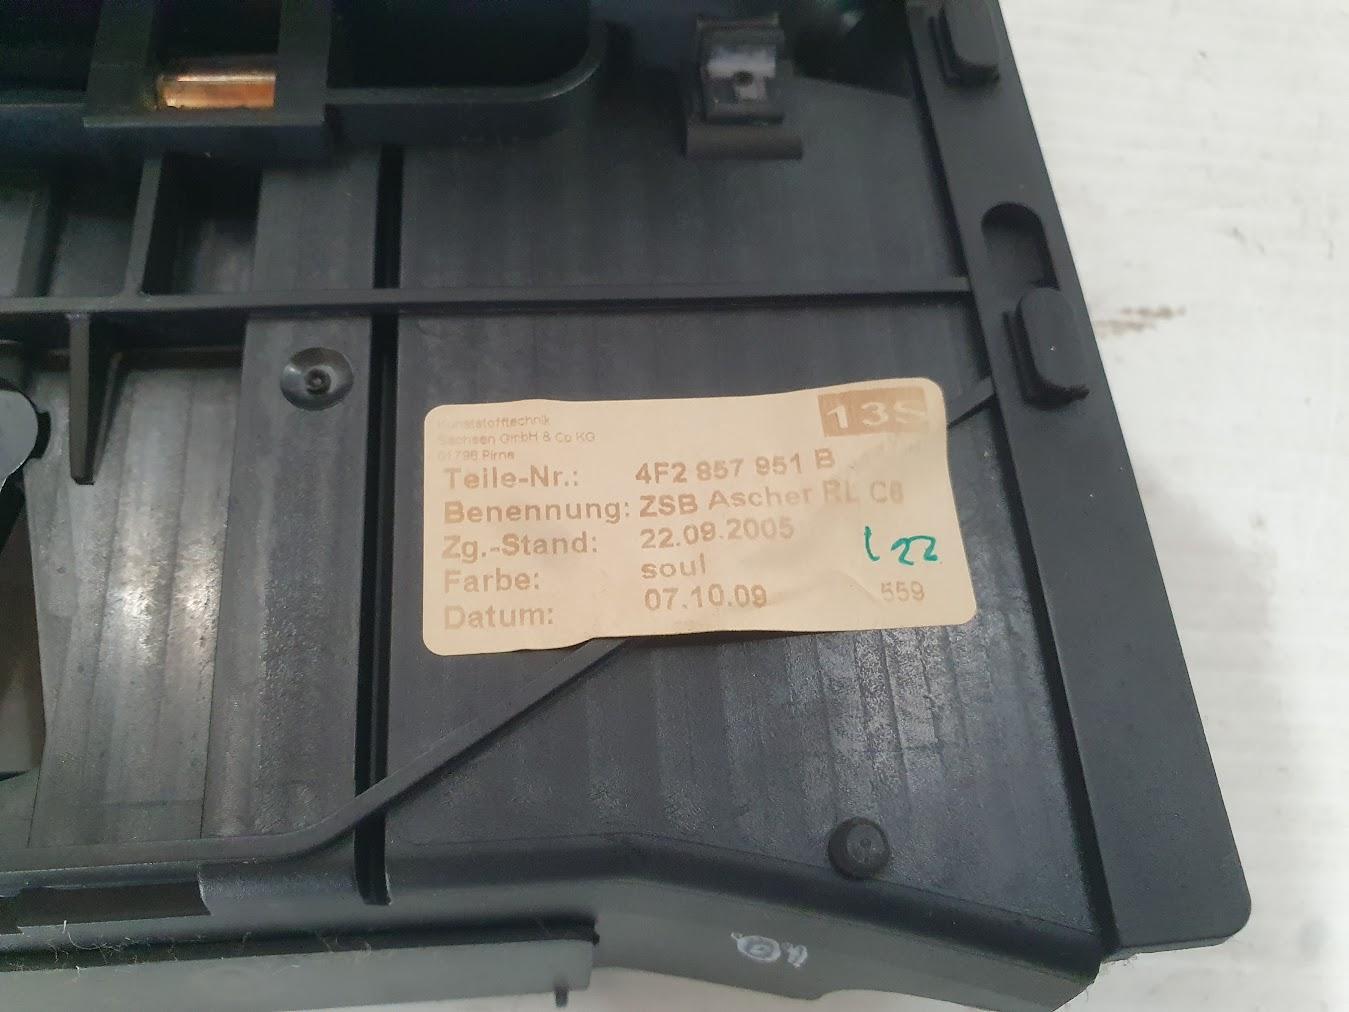 Kunststofftechnik
Sachsen GmbH & Co KG
01796 Pirna
13S
Teile-Nr.: 4F2 857 951 B
Benennung: ZSB Ascher RL C6
Zg.-Stand: 22.09.2005
Farbe: soul
Datum: 07.10.09 559
122